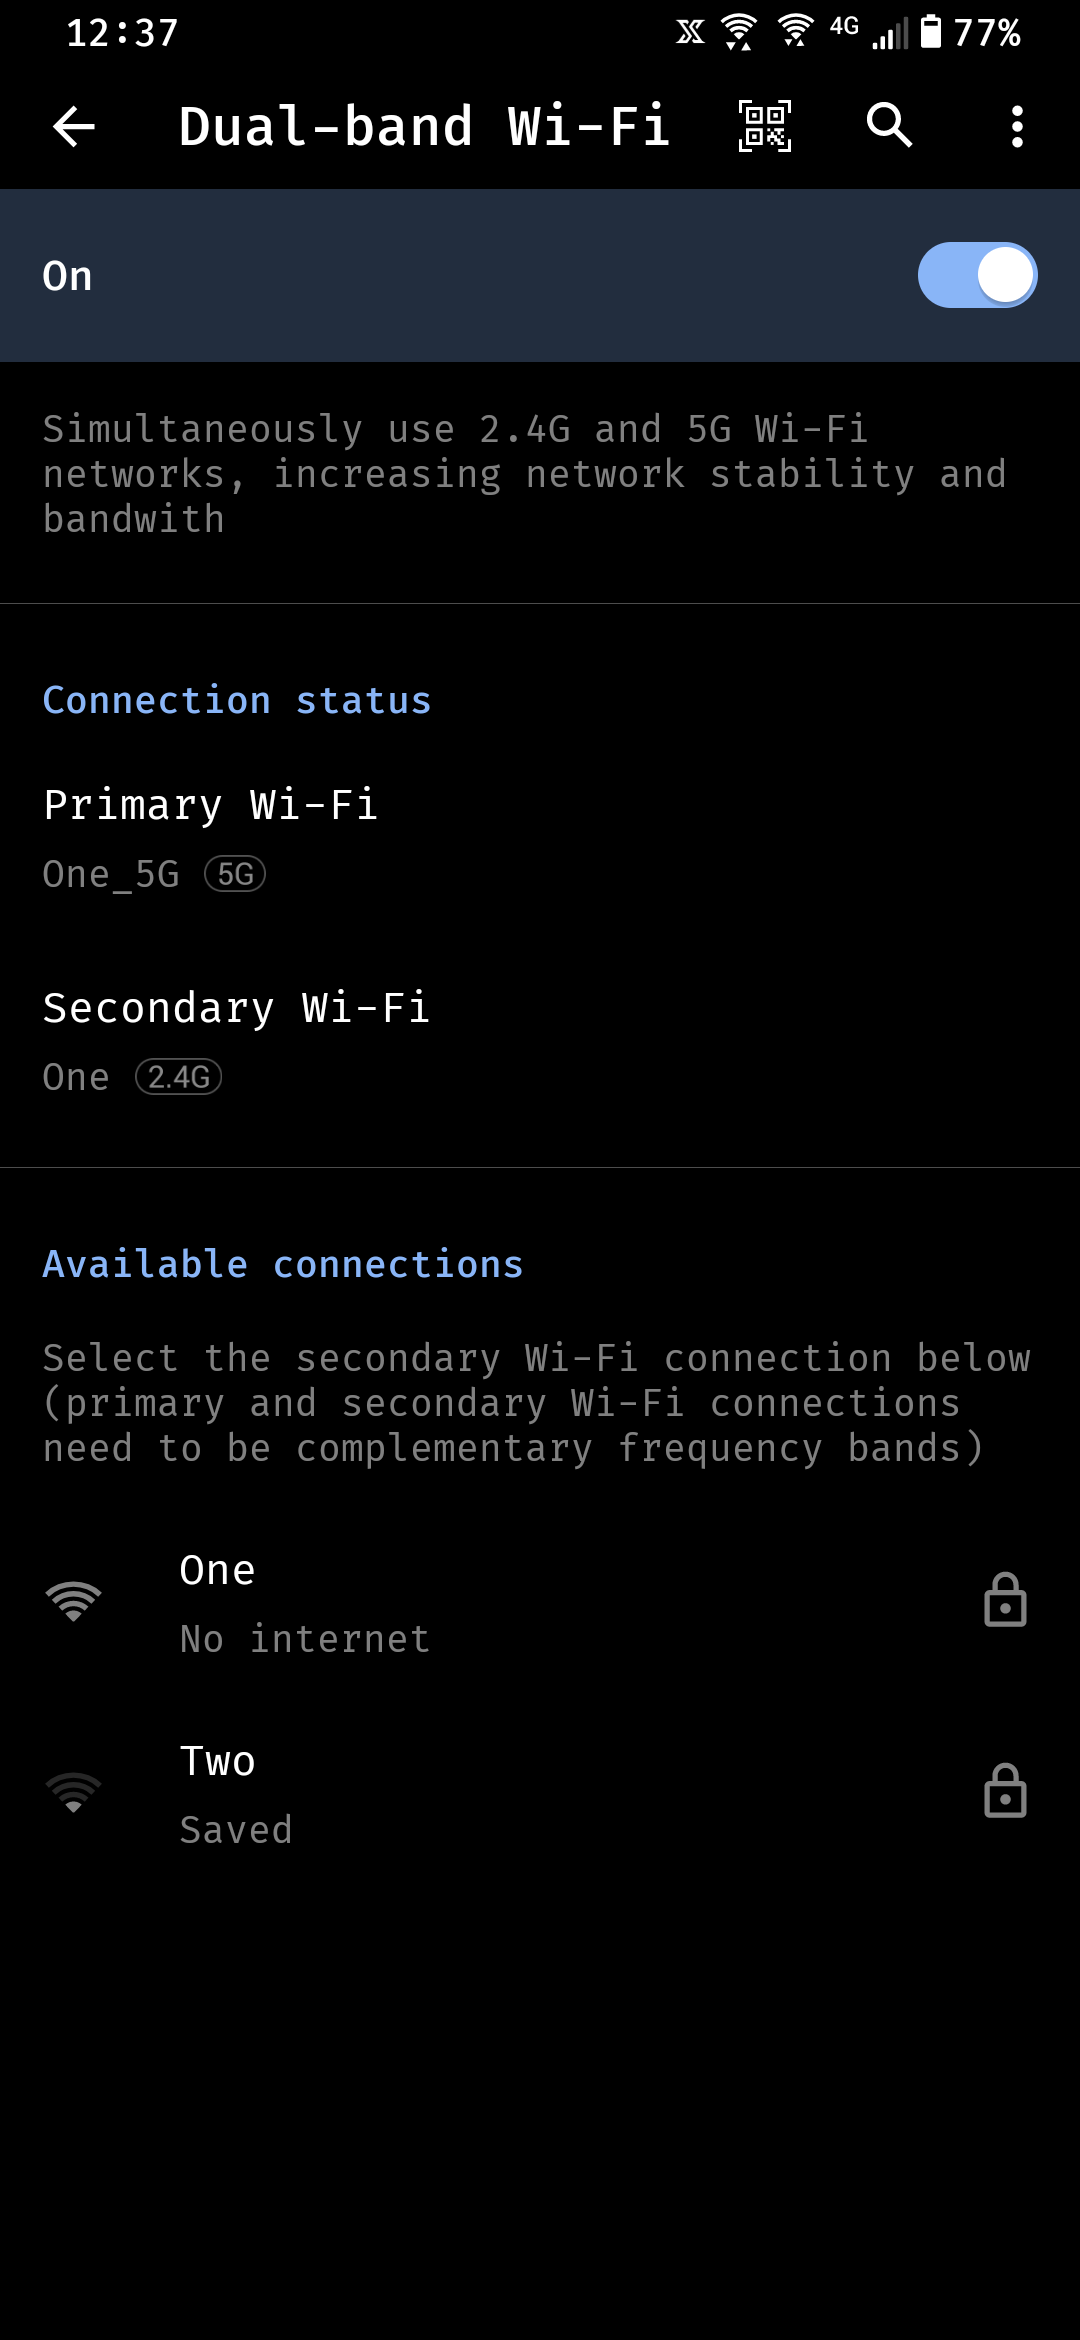 12:37
4G
77%
Dual-band Wi-Fi
On
Simultaneously use 2.4G and 5G Wi-Fi
networks, increasing network stability and
bandwith
Connection status
Primary Wi-Fi
One_5G 5G
Secondary Wi-Fi
One 2.4G
Available connections
Select the secondary Wi-Fi connection below
(primary and secondary Wi-Fi connections
need to be complementary frequency bands)
One
No internet
Two
Saved